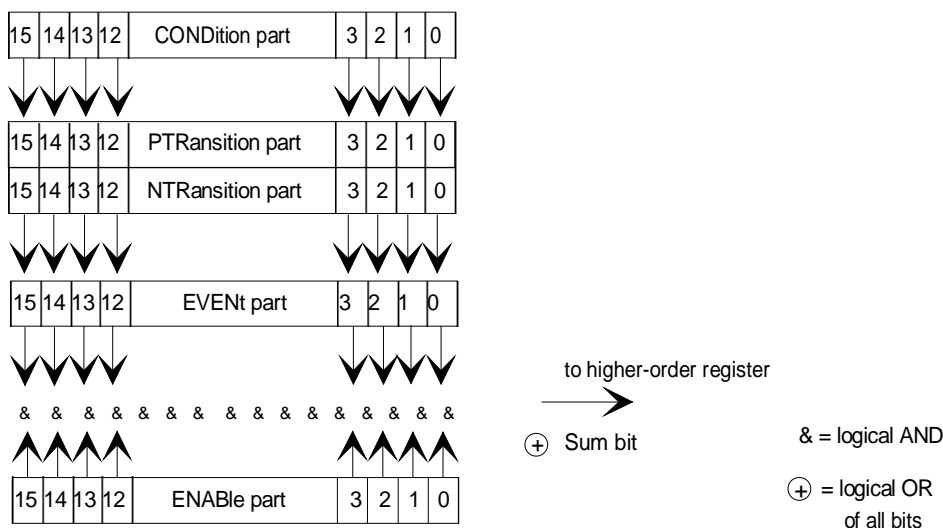 15 14 13 12 CONDition part 3 2 1 0
15 14 13 12 PTRansition part 3 2 1 0
15 14 13 12 NTRansition part 3 2 1 0
15 14 13 12 EVENt part 3 2 1 0
to higher-order register
& & & & & & & & & & & & & & & &
+ Sum bit
& = logical AND
15 14 13 12 ENABle part 3 2 1 0
+ = logical OR
of all bits